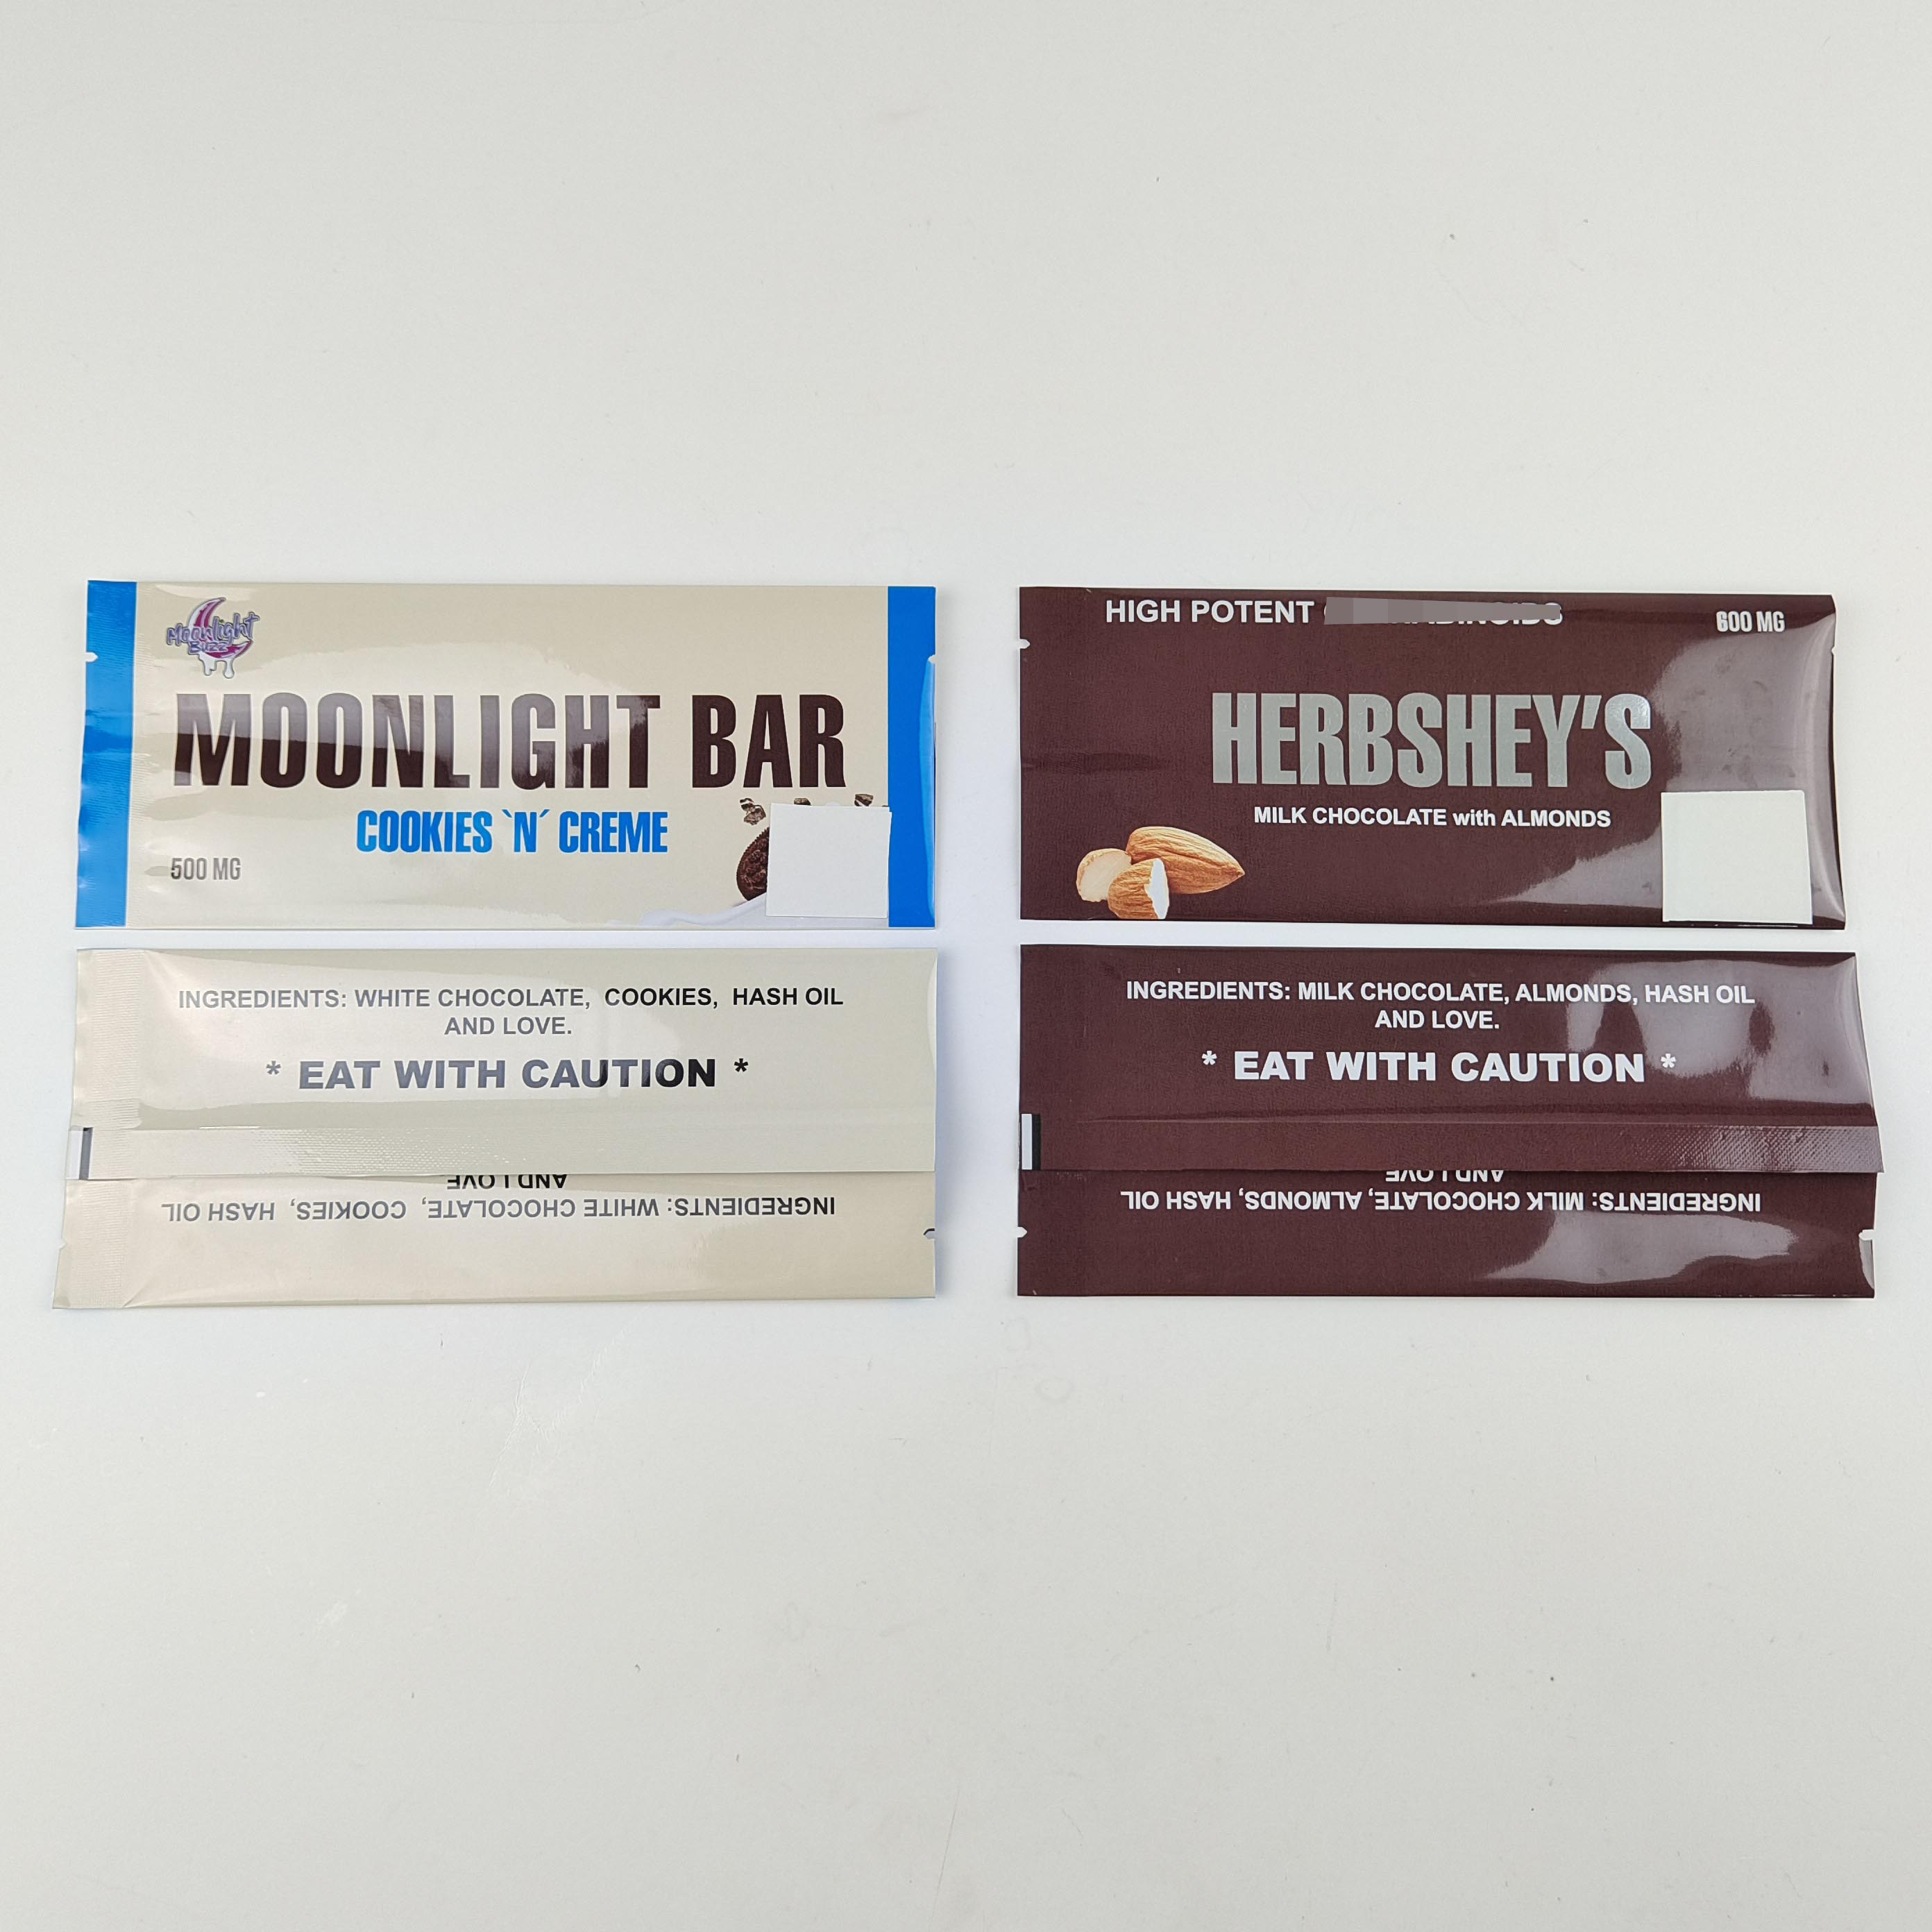 Moonlight
Buzz
MOONLIGHT BAR
COOKIES `N´ CREME
500 MG
HIGH POTENT
600 MG
HERBSHEY'S
MILK CHOCOLATE with ALMONDS
INGREDIENTS: WHITE CHOCOLATE, COOKIES, HASH OIL
AND LOVE.
* EAT WITH CAUTION *
AND LOVE
INGREDIENTS: WHITE CHOCOLATE, COOKIES, HASH OIL
INGREDIENTS: MILK CHOCOLATE, ALMONDS, HASH OIL
AND LOVE.
* EAT WITH CAUTION *
AND LOVE
INGREDIENTS: MILK CHOCOLATE, ALMONDS, HASH OIL